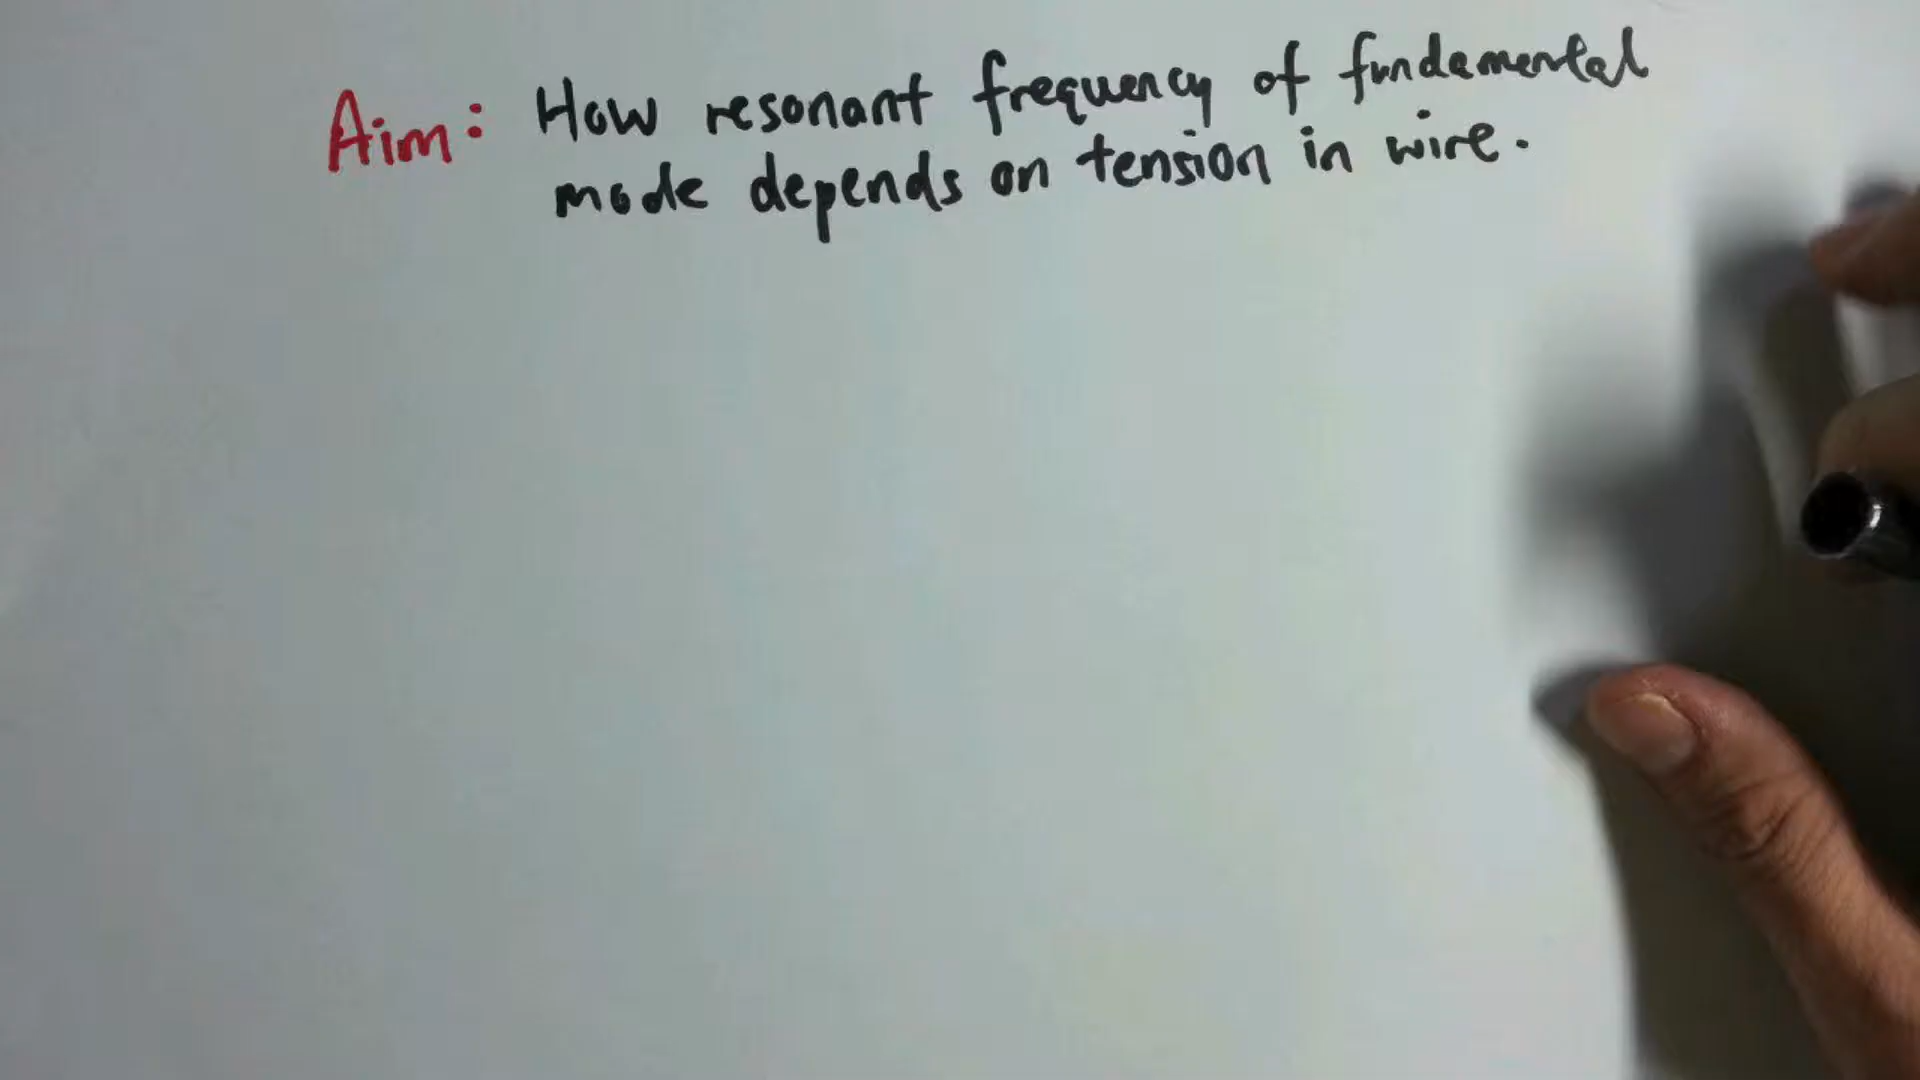 Aim: How resonant frequency of fundamental
mode depends on tension in wire.